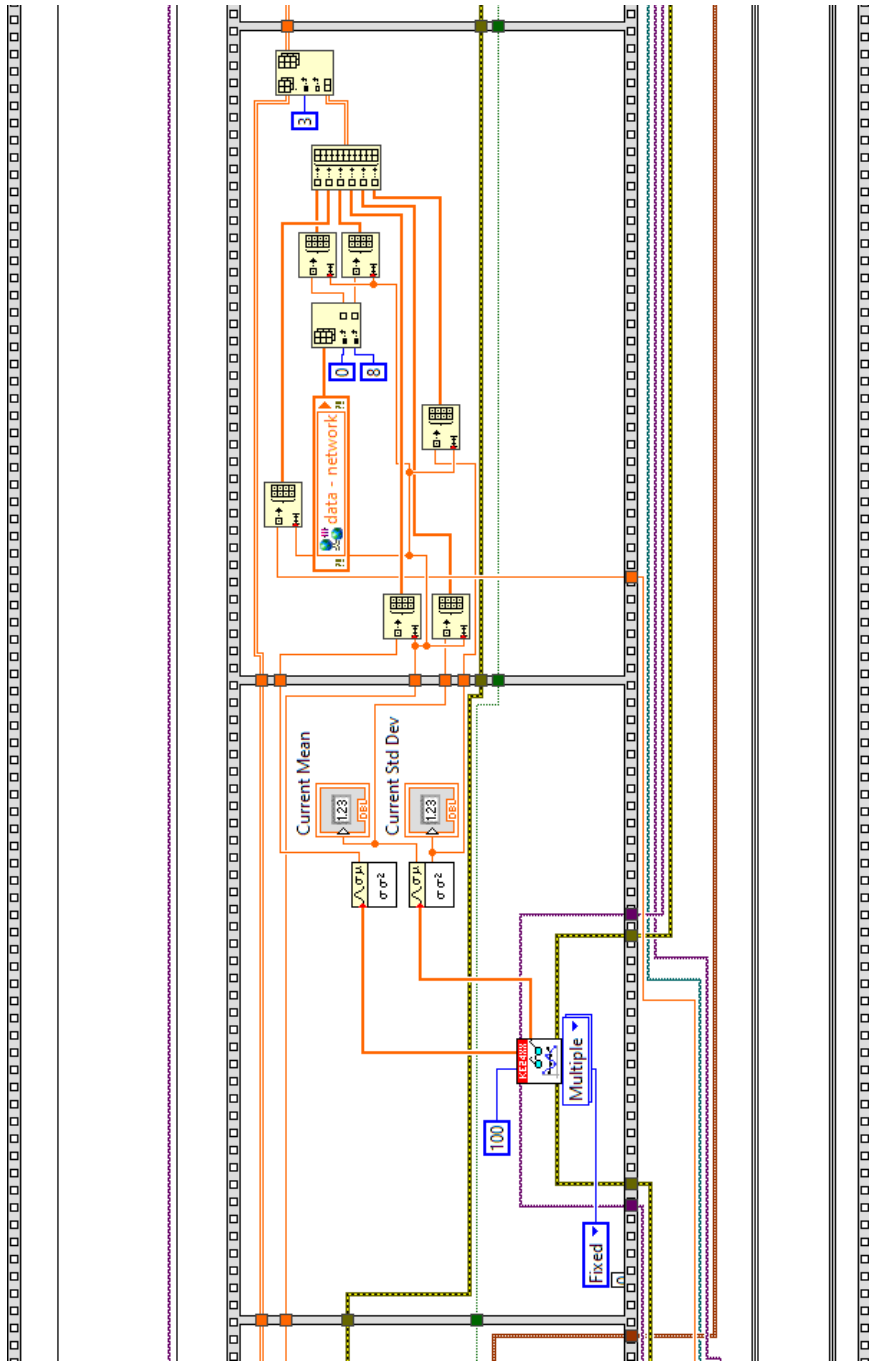 Current Mean
1.23
DBL
σ μ
σ σ²
Current Std Dev
1.23
DBL
σ μ
σ σ²
100
KE24XX
Multiple
Fixed
data - network
0
8
3